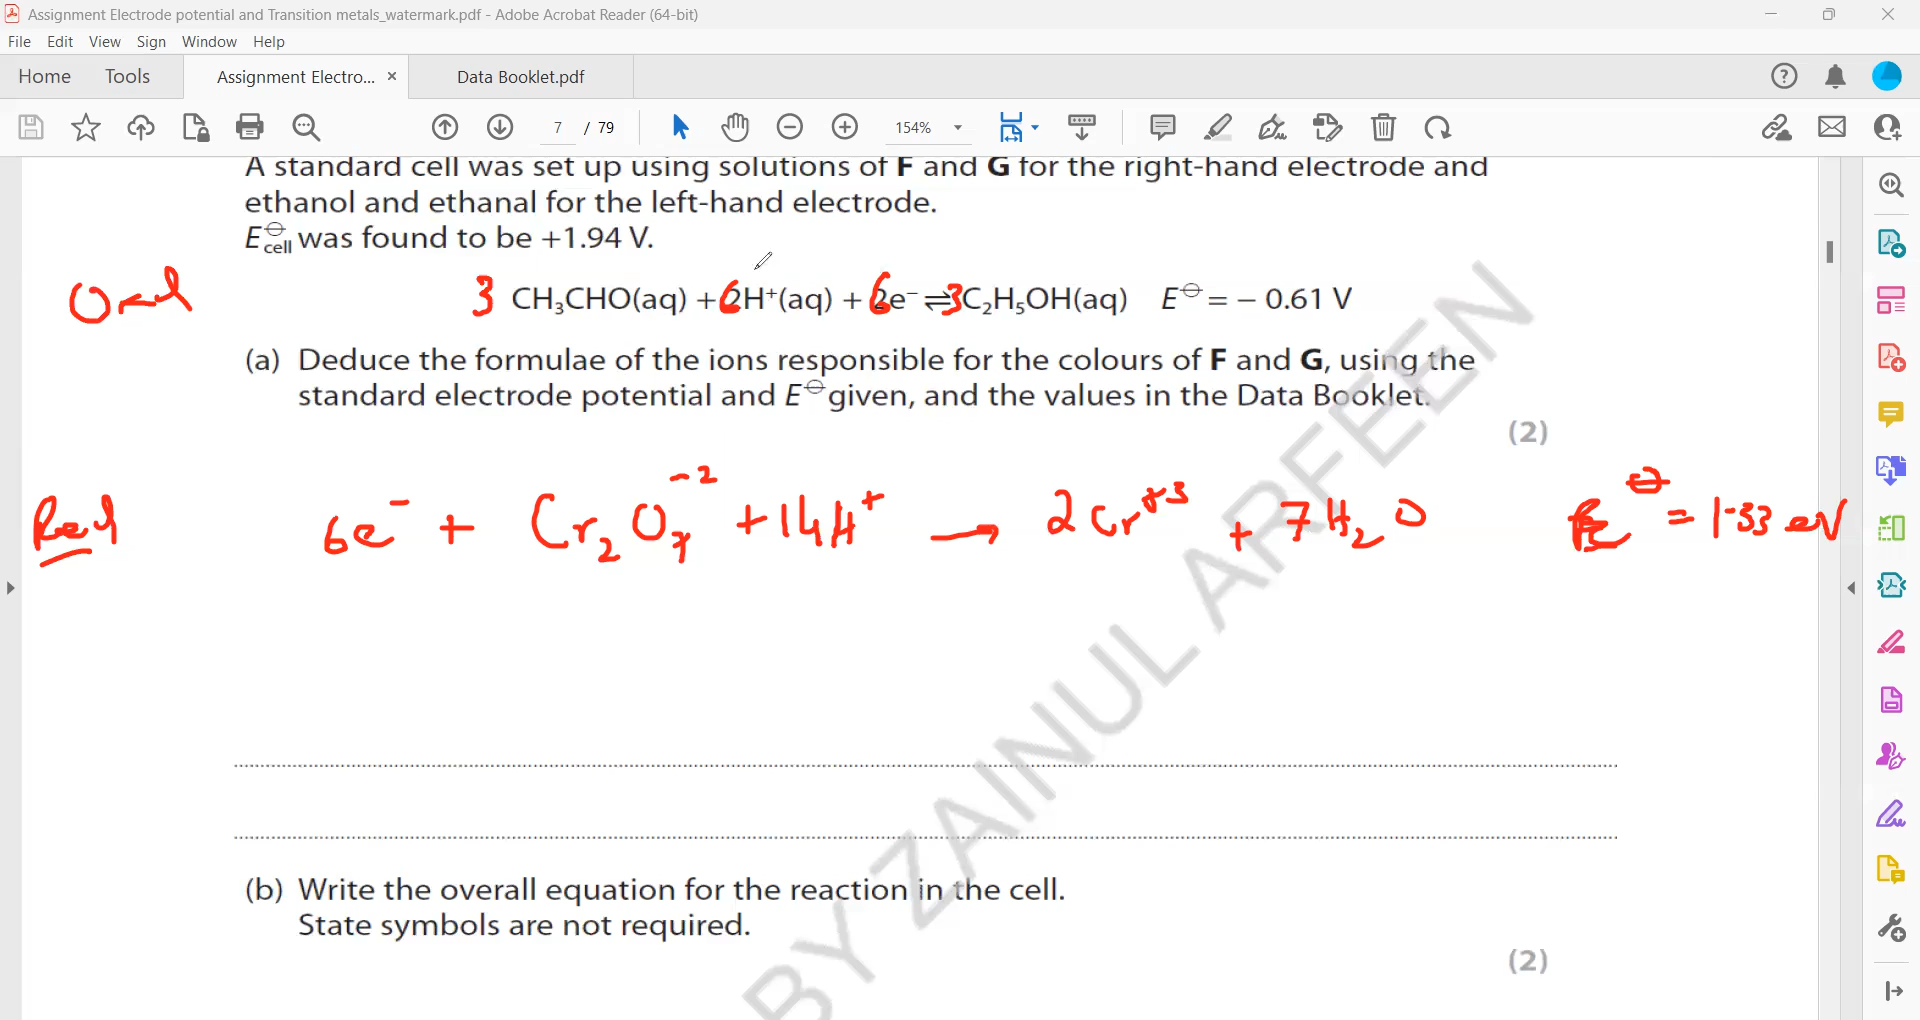 Assignment Electrode potential and Transition metals_watermark.pdf - Adobe Acrobat Reader (64-bit)
File Edit View Sign Window Help
Home Tools Assignment Electro... × Data Booklet.pdf
7 / 79 154%
A standard cell was set up using solutions of F and G for the right-hand electrode and
ethanol and ethanal for the left-hand electrode.
E⦵cell was found to be +1.94 V.
3 CH₃CHO(aq) + 6H⁺(aq) + 6e⁻ ⇌ 3C₂H₅OH(aq) E⦵ = − 0.61 V
(a) Deduce the formulae of the ions responsible for the colours of F and G, using the
standard electrode potential and E⦵ given, and the values in the Data Booklet.
(2)
Red 6e⁻ + Cr₂O₇⁻² + 14H⁺ → 2Cr⁺³ + 7H₂O E⦵ = 1.33 eV
(b) Write the overall equation for the reaction in the cell.
State symbols are not required.
(2)
BY ZAINUL ARFEEN